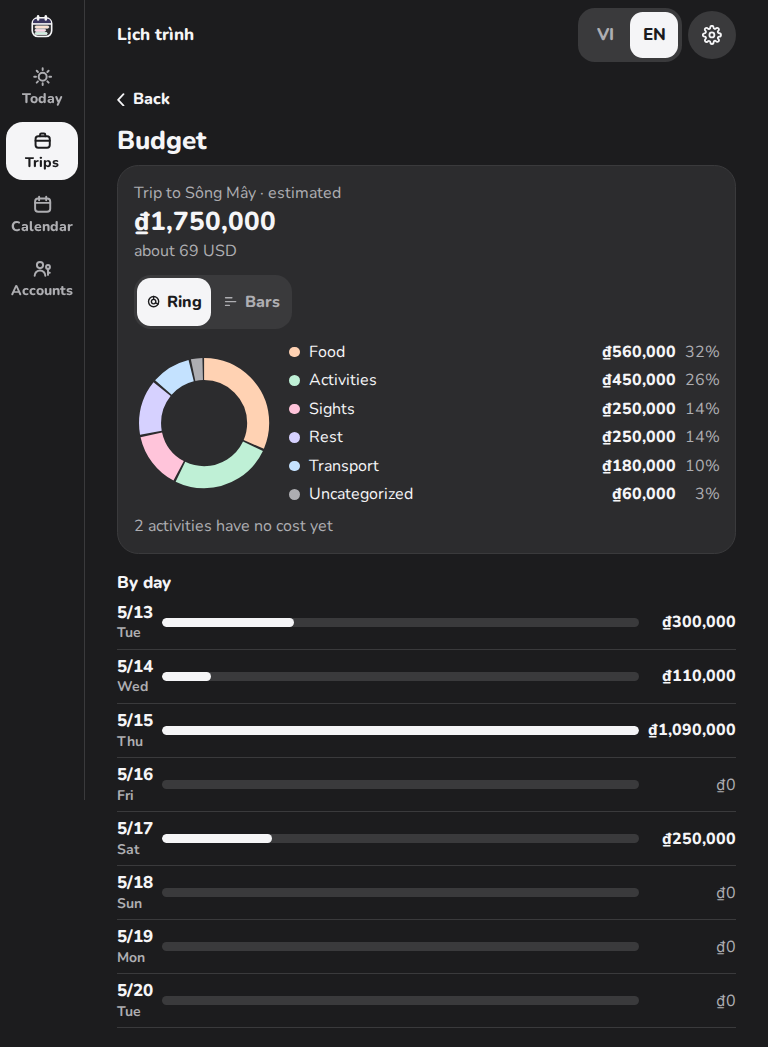 Lịch trình
VI
EN
Today
Trips
Calendar
Accounts
Back
Budget
Trip to Sông Mây · estimated
₫1,750,000
about 69 USD
Ring
Bars
Food ₫560,000 32%
Activities ₫450,000 26%
Sights ₫250,000 14%
Rest ₫250,000 14%
Transport ₫180,000 10%
Uncategorized ₫60,000 3%
2 activities have no cost yet
By day
5/13
Tue
₫300,000
5/14
Wed
₫110,000
5/15
Thu
₫1,090,000
5/16
Fri
₫0
5/17
Sat
₫250,000
5/18
Sun
₫0
5/19
Mon
₫0
5/20
Tue
₫0